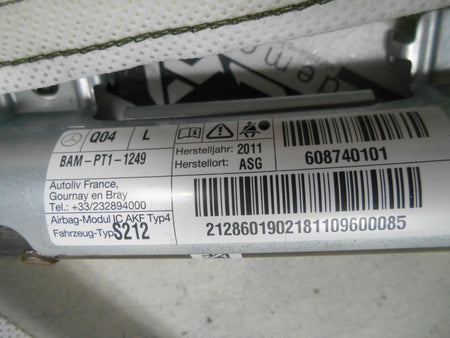 Q04 L
BAM-PT1-1249
Autoliv France,
Gournay en Bray
Tel.: +33/232894000
Airbag-Modul IC AKF Typ4
Fahrzeug-Typ S212
Herstelljahr: 2011
Herstellort: ASG
608740101
2128601902181109600085